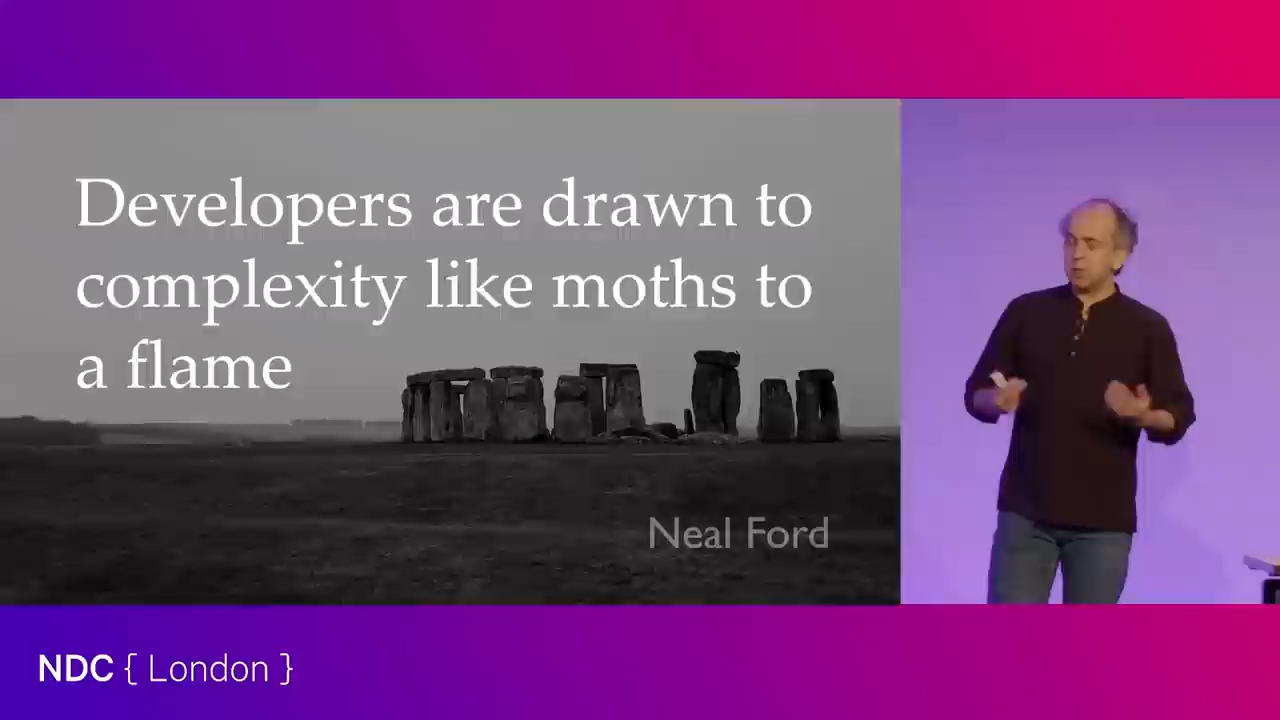 Developers are drawn to
complexity like moths to
a flame
Neal Ford
NDC { London }